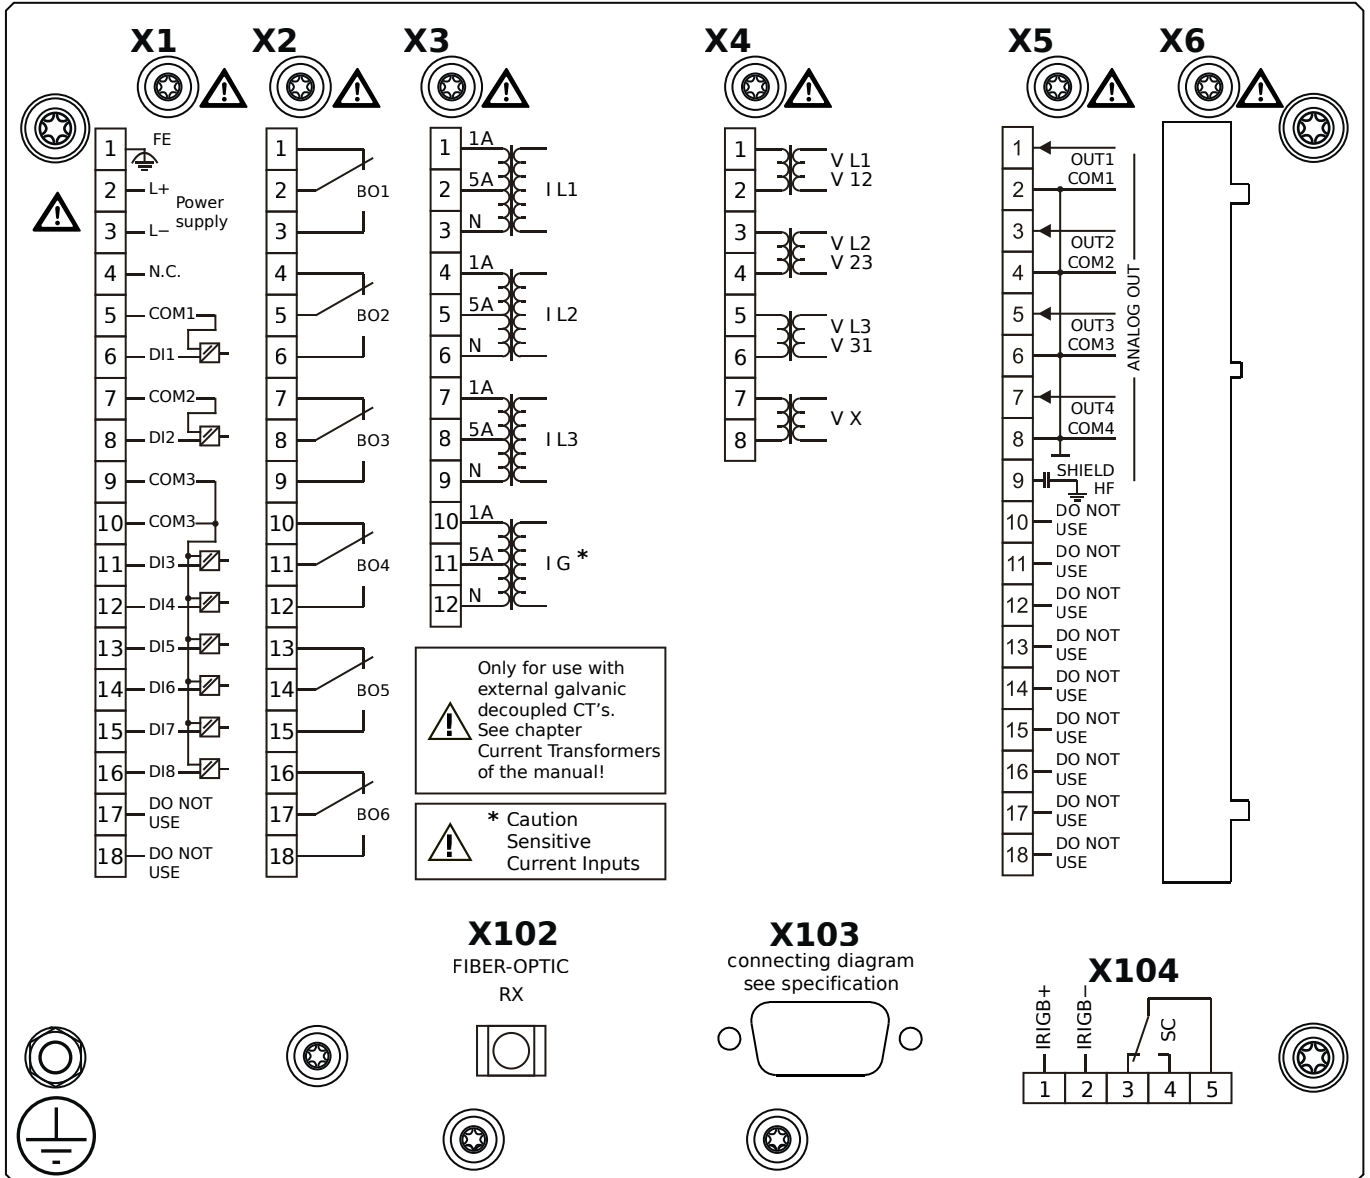 X1
X2
X3
X4
X5
X6
1
FE
2
L+
Power
supply
3
L−
4
N.C.
5
COM1
6
DI1
7
COM2
8
DI2
9
COM3
10
COM3
11
DI3
12
DI4
13
DI5
14
DI6
15
DI7
16
DI8
17
DO NOT
USE
18
DO NOT
USE
1
2
BO1
3
4
5
BO2
6
7
8
BO3
9
10
11
BO4
12
13
14
BO5
15
16
17
BO6
18
1
1A
2
5A
I L1
3
N
4
1A
5
5A
I L2
6
N
7
1A
8
5A
I L3
9
N
10
1A
11
5A
I G *
12
N
Only for use with
external galvanic
decoupled CT's.
See chapter
Current Transformers
of the manual!
* Caution
Sensitive
Current Inputs
1
V L1
2
V 12
3
V L2
4
V 23
5
V L3
6
V 31
7
V X
8
1
OUT1
2
COM1
3
OUT2
4
COM2
5
OUT3
6
COM3
7
OUT4
8
COM4
ANALOG OUT
9
SHIELD
HF
10
DO NOT
USE
11
DO NOT
USE
12
DO NOT
USE
13
DO NOT
USE
14
DO NOT
USE
15
DO NOT
USE
16
DO NOT
USE
17
DO NOT
USE
18
DO NOT
USE
X102
FIBER-OPTIC
RX
X103
connecting diagram
see specification
X104
IRIGB+
IRIGB−
SC
1 2 3 4 5